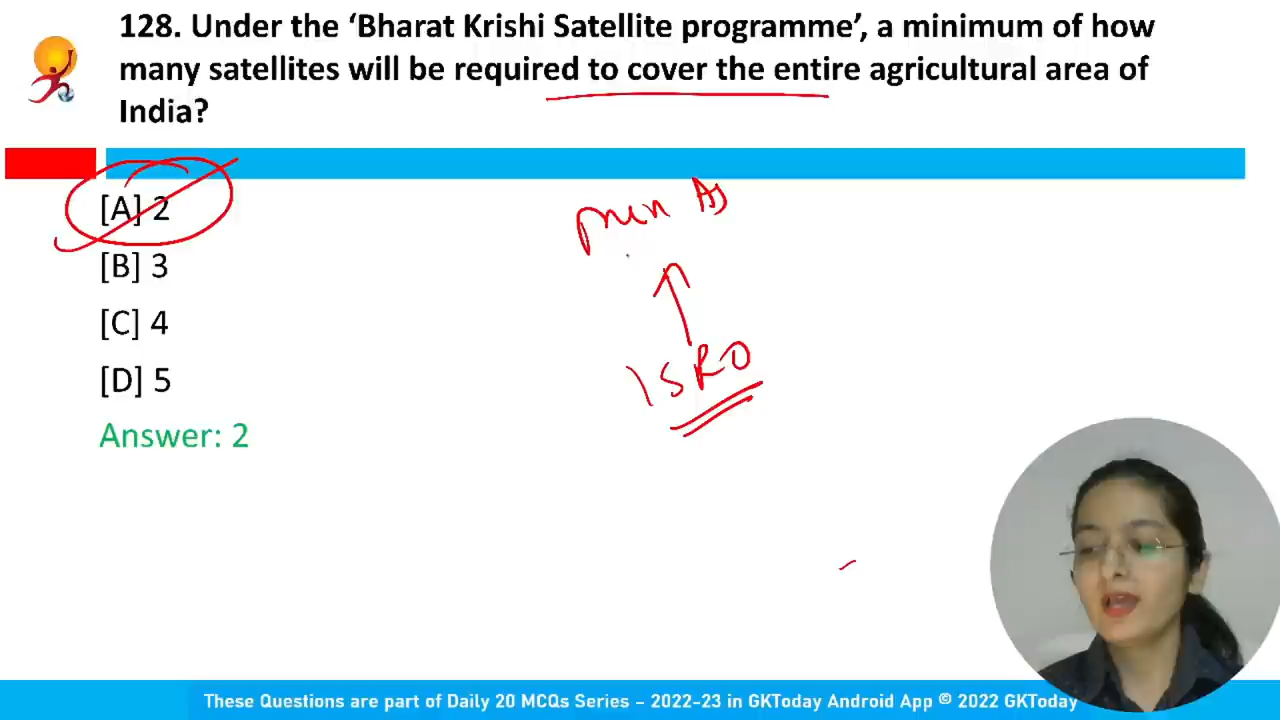 128. Under the ‘Bharat Krishi Satellite programme’, a minimum of how
many satellites will be required to cover the entire agricultural area of
India?
[A] 2
[B] 3
[C] 4
[D] 5
Answer: 2
min Ag
ISRO
These Questions are part of Daily 20 MCQs Series – 2022-23 in GKToday Android App © 2022 GKToday